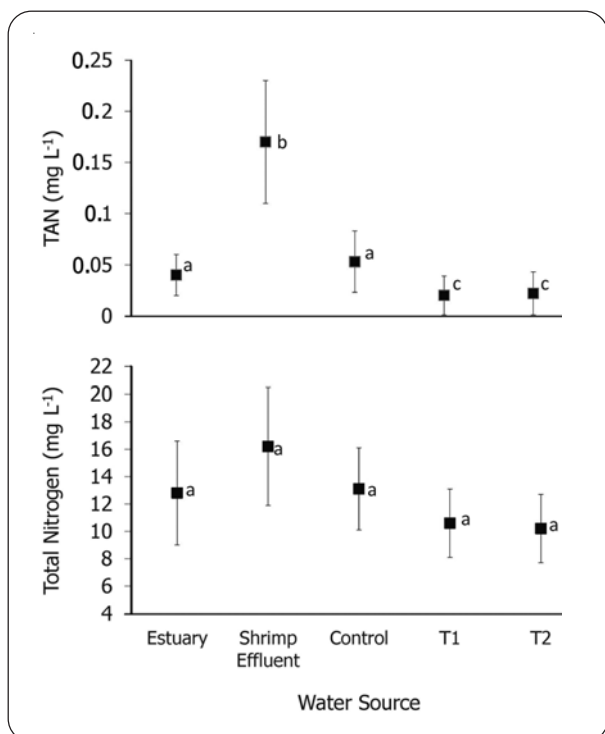 TAN (mg L-1)
0.25
0.2
0.15
0.1
0.05
0
a
b
a
c
c
Total Nitrogen (mg L-1)
22
20
18
16
14
12
10
8
6
4
a
a
a
a
a
Estuary
Shrimp
Effluent
Control
T1
T2
Water Source